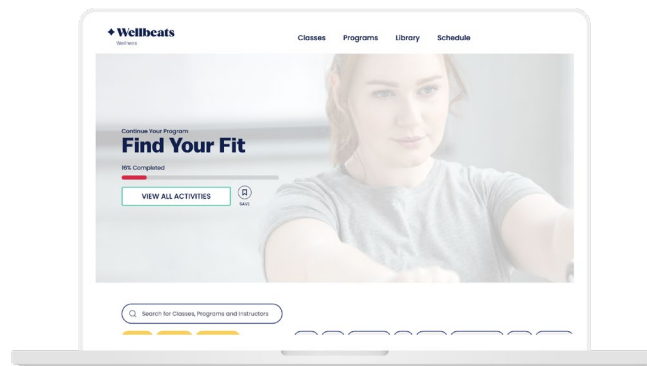 Wellbeats
Wellness
Classes Programs Library Schedule
Continue Your Program
Find Your Fit
16% Completed
VIEW ALL ACTIVITIES
SAVE
Search for Classes, Programs and Instructors